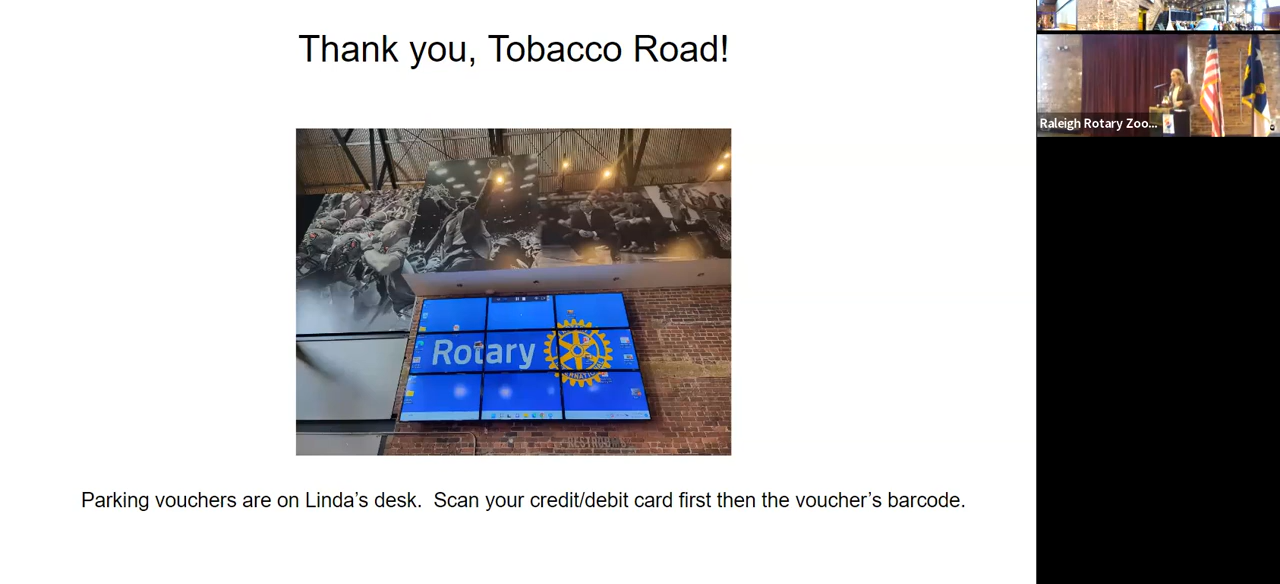 Thank you, Tobacco Road!
Raleigh Rotary Zoo...
Rotary
RESTROOMS
Parking vouchers are on Linda’s desk.  Scan your credit/debit card first then the voucher’s barcode.